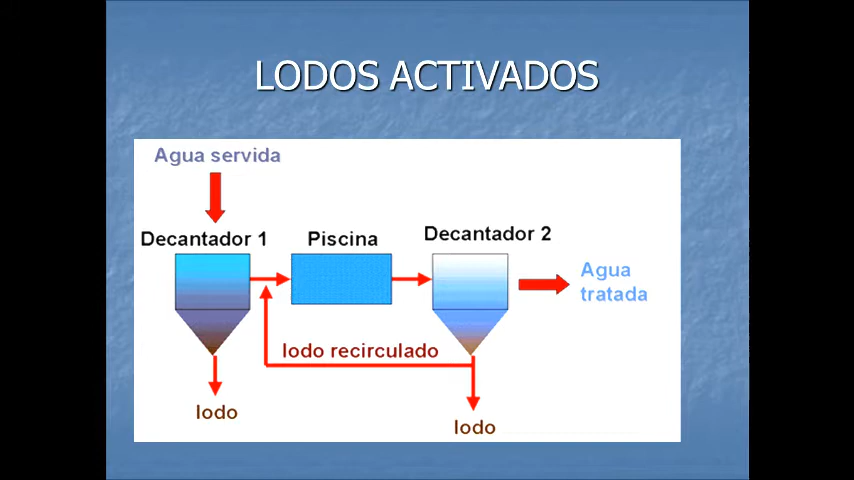 LODOS ACTIVADOS
Agua servida
Decantador 1
Piscina
Decantador 2
Agua
tratada
lodo recirculado
lodo
lodo